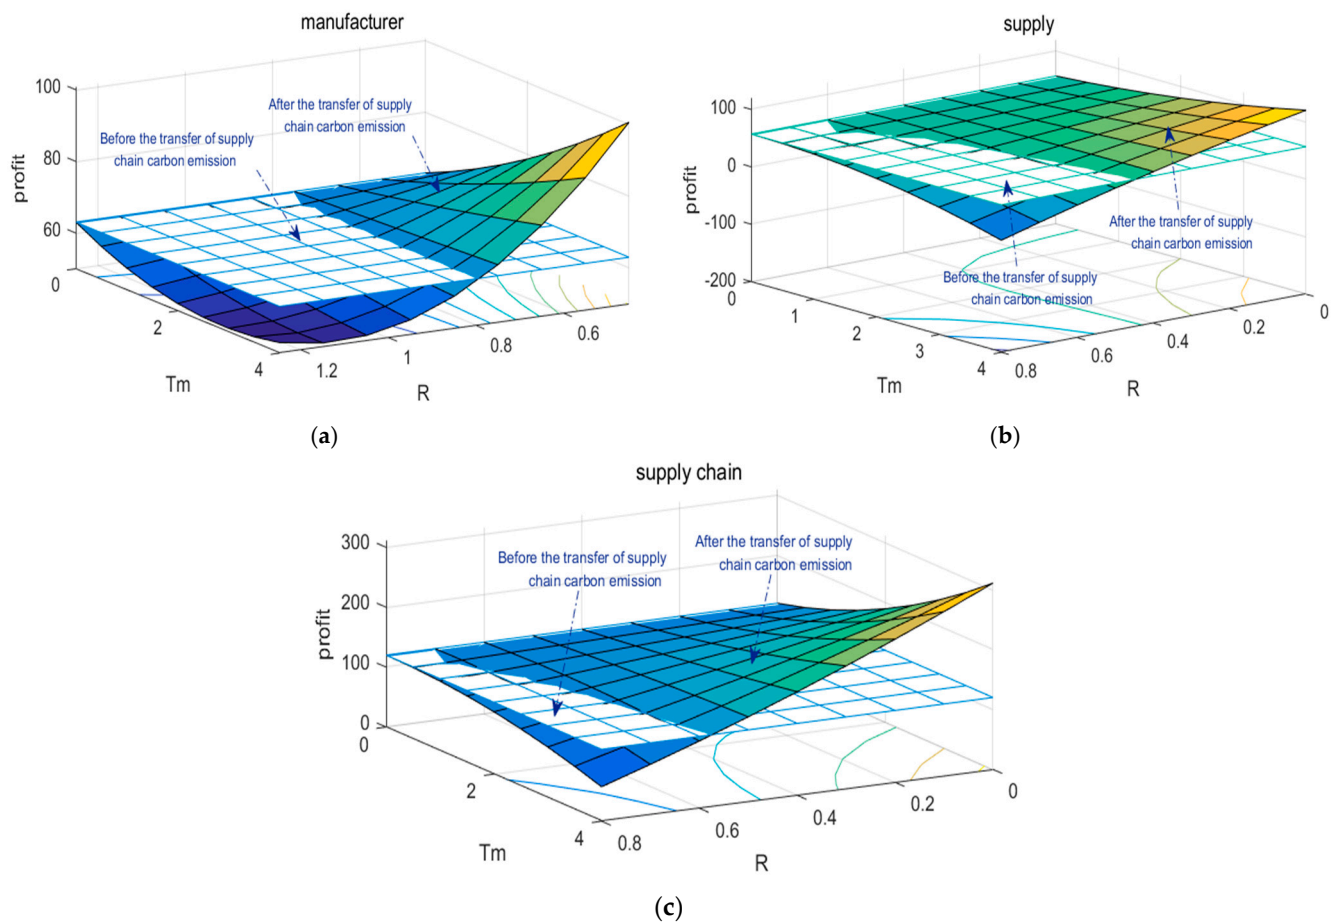 manufacturer
100
80
60
profit
0
2
4
Tm
1.2
1
0.8
0.6
R
After the transfer of supply
chain carbon emission
Before the transfer of supply
chain carbon emission
(a)
supply
100
0
-100
-200
profit
0
1
2
3
4
Tm
0.8
0.6
0.4
0.2
0
R
After the transfer of supply
chain carbon emission
Before the transfer of supply
chain carbon emission
(b)
supply chain
300
200
100
0
profit
0
2
4
Tm
0.8
0.6
0.4
0.2
0
R
Before the transfer of supply
chain carbon emission
After the transfer of supply
chain carbon emission
(c)